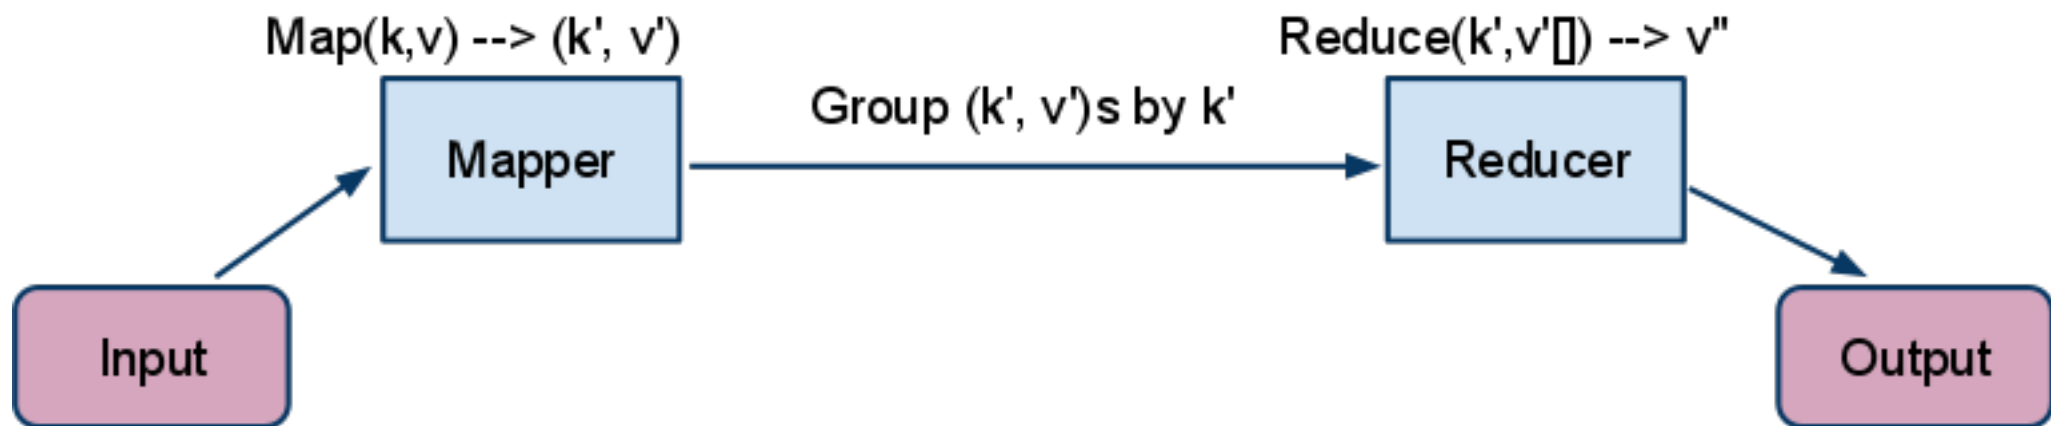 Map(k,v) --> (k', v')
Reduce(k',v'[]) --> v"
Group (k', v')s by k'
Mapper
Reducer
Input
Output